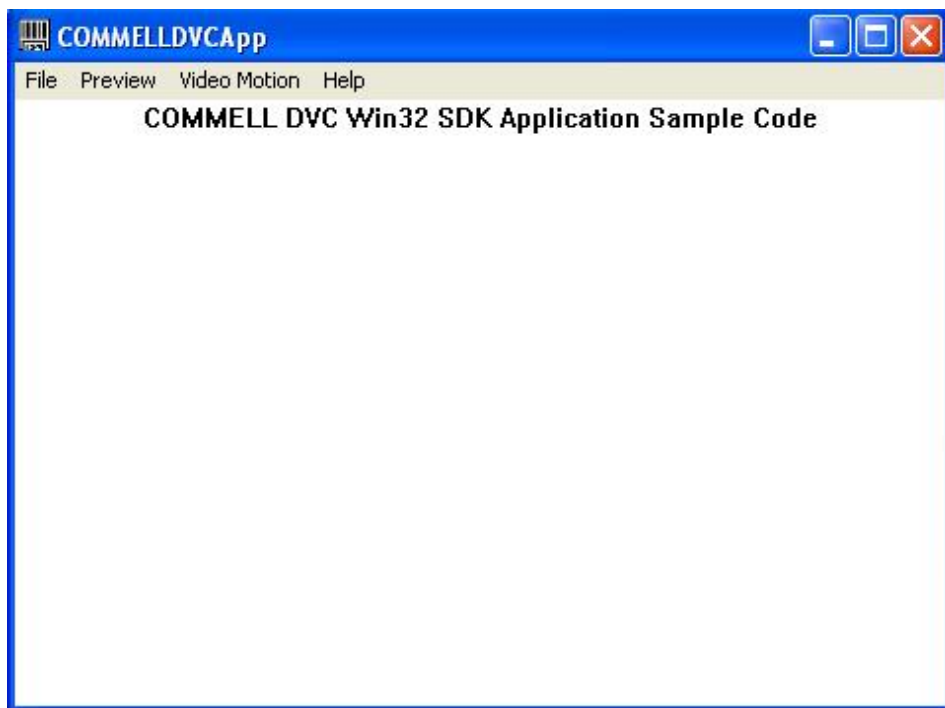 COMMELLDVCApp
File Preview Video Motion Help
COMMELL DVC Win32 SDK Application Sample Code